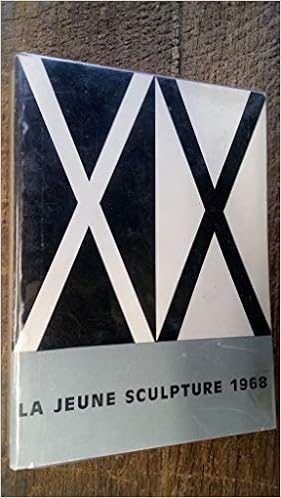 XX
LA JEUNE SCULPTURE 1968